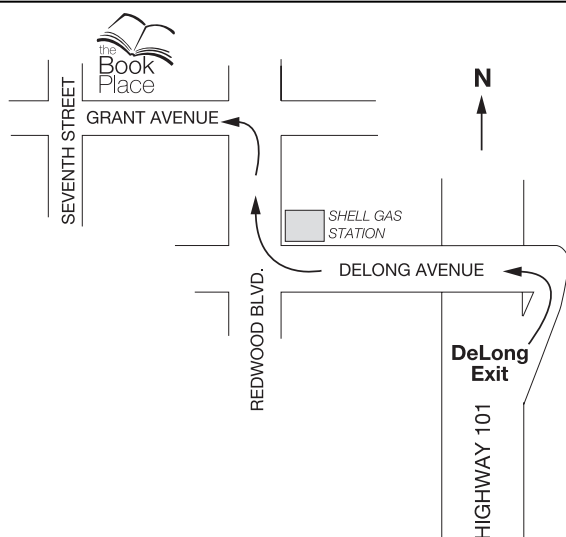 the
Book
Place
SEVENTH STREET
GRANT AVENUE
N
SHELL GAS
STATION
DELONG AVENUE
REDWOOD BLVD.
DeLong
Exit
HIGHWAY 101